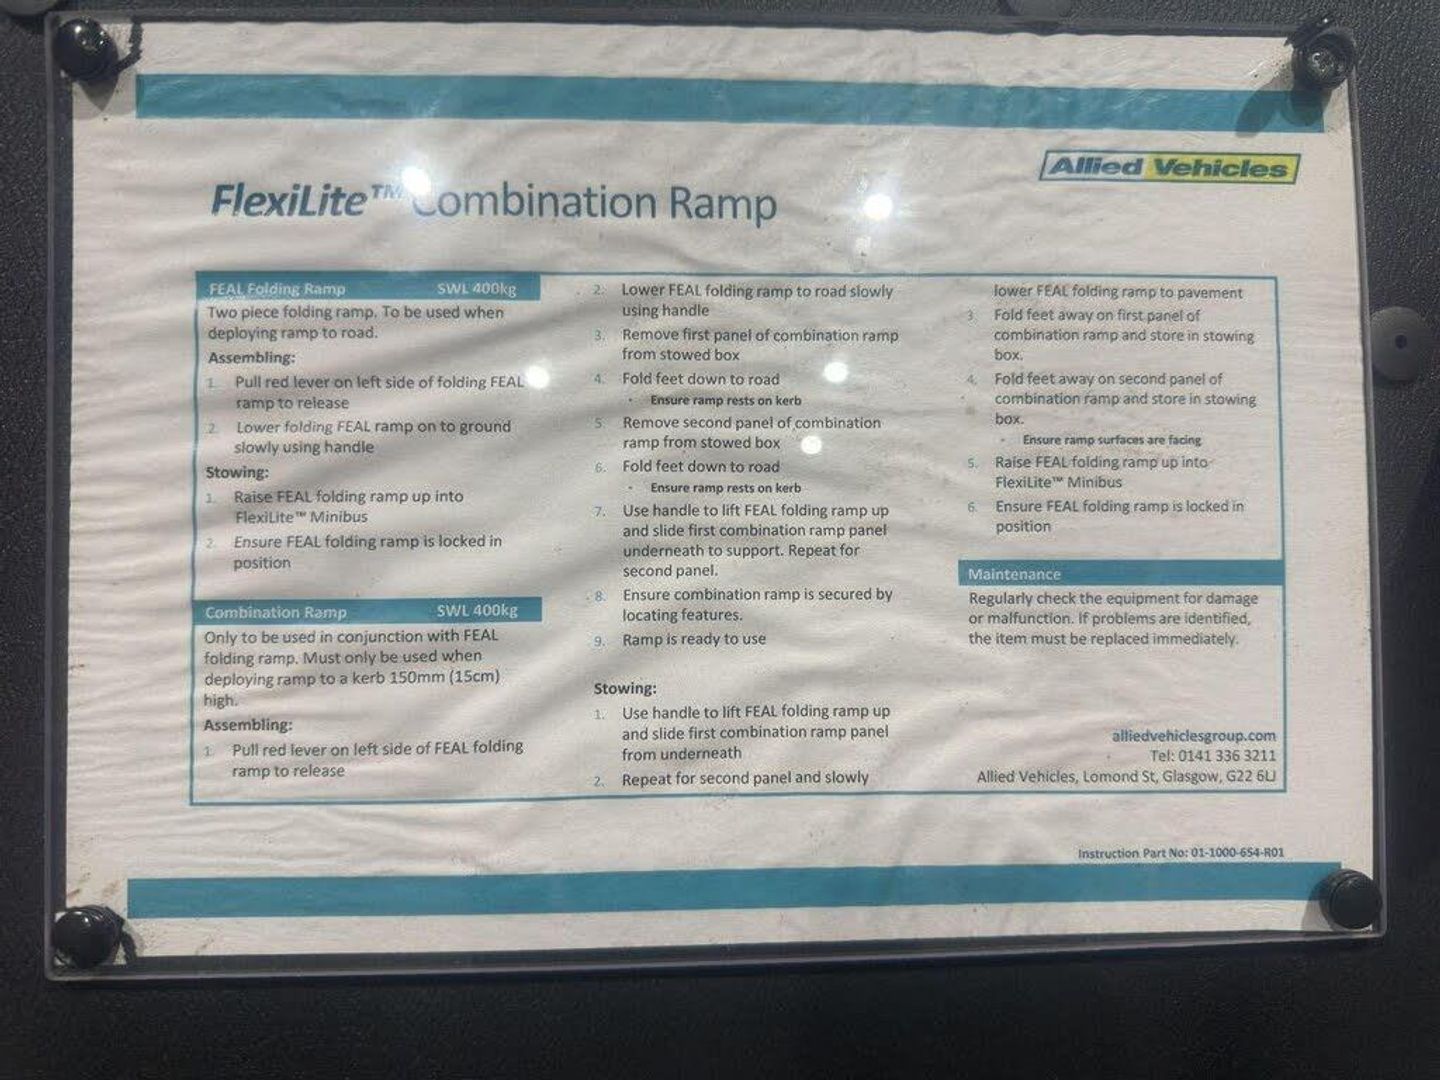 Allied Vehicles
FlexiLite™ Combination Ramp
FEAL Folding Ramp SWL 400kg
Two piece folding ramp. To be used when
deploying ramp to road.
Assembling:
1. Pull red lever on left side of folding FEAL
ramp to release
2. Lower folding FEAL ramp on to ground
slowly using handle
Stowing:
1. Raise FEAL folding ramp up into
FlexiLite™ Minibus
2. Ensure FEAL folding ramp is locked in
position
Combination Ramp SWL 400kg
Only to be used in conjunction with FEAL
folding ramp. Must only be used when
deploying ramp to a kerb 150mm (15cm)
high.
Assembling:
1. Pull red lever on left side of FEAL folding
ramp to release
2. Lower FEAL folding ramp to road slowly
using handle
3. Remove first panel of combination ramp
from stowed box
4. Fold feet down to road
- Ensure ramp rests on kerb
5. Remove second panel of combination
ramp from stowed box
6. Fold feet down to road
- Ensure ramp rests on kerb
7. Use handle to lift FEAL folding ramp up
and slide first combination ramp panel
underneath to support. Repeat for
second panel.
8. Ensure combination ramp is secured by
locating features.
9. Ramp is ready to use
Stowing:
1. Use handle to lift FEAL folding ramp up
and slide first combination ramp panel
from underneath
2. Repeat for second panel and slowly
lower FEAL folding ramp to pavement
3. Fold feet away on first panel of
combination ramp and store in stowing
box.
4. Fold feet away on second panel of
combination ramp and store in stowing
box.
- Ensure ramp surfaces are facing
5. Raise FEAL folding ramp up into
FlexiLite™ Minibus
6. Ensure FEAL folding ramp is locked in
position
Maintenance
Regularly check the equipment for damage
or malfunction. If problems are identified,
the item must be replaced immediately.
alliedvehiclesgroup.com
Tel: 0141 336 3211
Allied Vehicles, Lomond St, Glasgow, G22 6LJ
Instruction Part No: 01-1000-654-R01